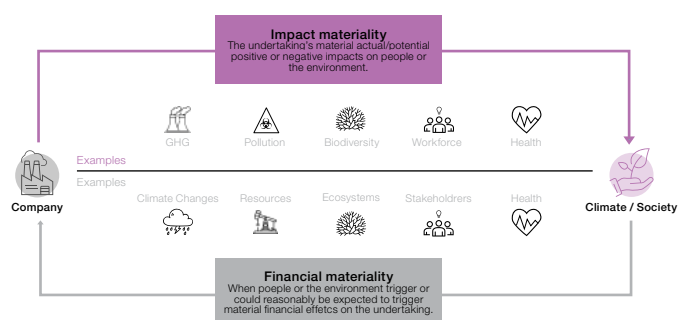 Impact materiality
The undertaking's material actual/potential
positive or negative impacts on people or
the environment.
GHG
Pollution
Biodiversity
Workforce
Health
Examples
Examples
Company
Climate / Society
Climate Changes
Resources
Ecosystems
Stakeholdrers
Health
Financial materiality
When poeple or the environment trigger or
could reasonably be expected to trigger
material financial effetcs on the undertaking.